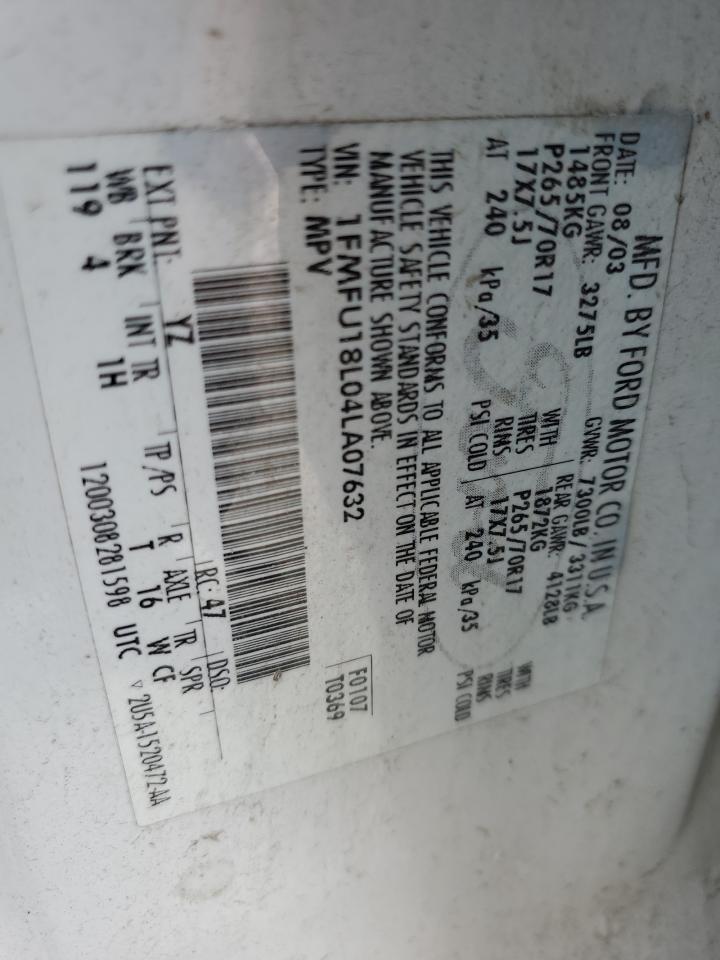 MFD. BY FORD MOTOR CO. IN U.S.A.
DATE: 08/03 GVWR: 7300LB/3311KG
FRONT GAWR: 3275LB REAR GAWR: 4128LB
1485KG WITH 1872KG WITH
P265/70R17 TIRES P265/70R17 TIRES
17X7.5J RIMS 17X7.5J RIMS
AT 240 kPa/35 PSI COLD AT 240 kPa/35 PSI COLD
THIS VEHICLE CONFORMS TO ALL APPLICABLE FEDERAL MOTOR
VEHICLE SAFETY STANDARDS IN EFFECT ON THE DATE OF
MANUFACTURE SHOWN ABOVE.
VIN: 1FMFU18L04LA07632 F0107
TYPE: MPV T0369
EXT PNT: YZ RC: 47 DSO:
WB BRK INT TR TP/PS R AXLE TR SPR
119 4 1H T 16 W CF
1200308281598 UTC ▽ 2U5A-1520472-AA